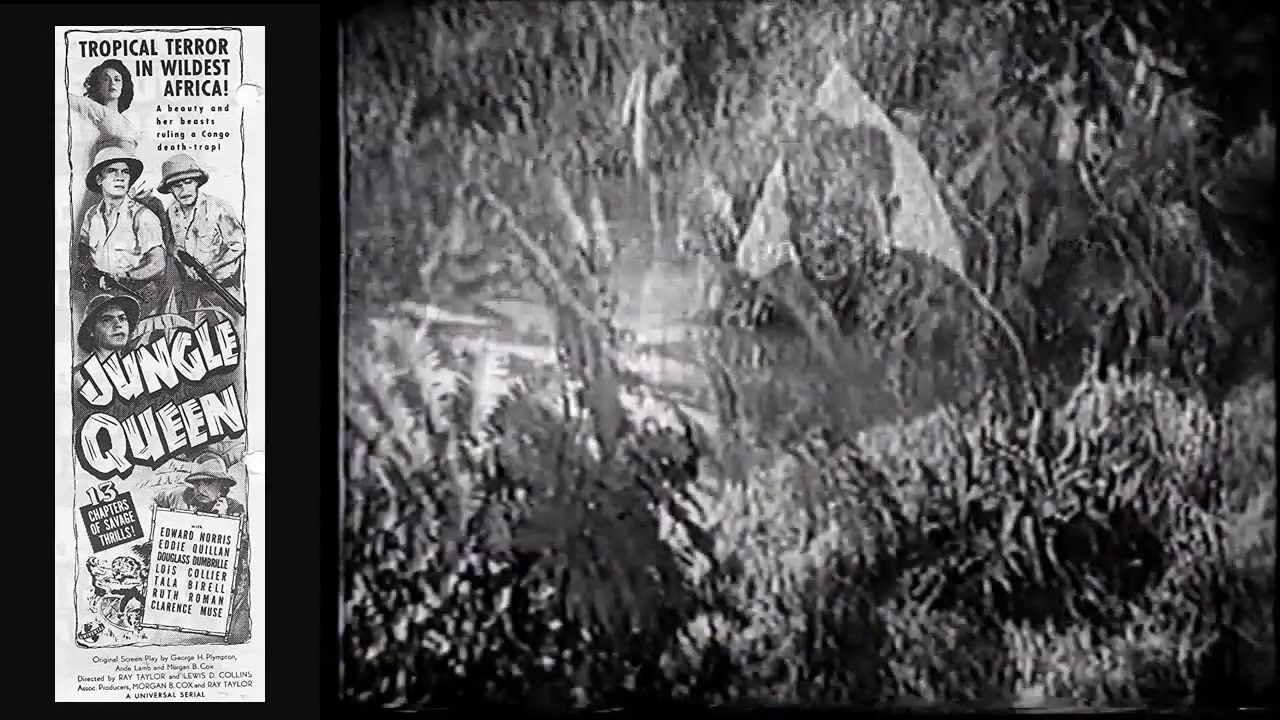 TROPICAL TERROR
IN WILDEST
AFRICA!
A beauty and
her beasts
ruling a Congo
death-trap!
JUNGLE
QUEEN
13
CHAPTERS
OF SAVAGE
THRILLS!
with
EDWARD NORRIS
EDDIE QUILLAN
DOUGLASS DUMBRILLE
LOIS COLLIER
TALA BIRELL
RUTH ROMAN
CLARENCE MUSE
Original Screen Play by George H. Plympton,
Ande Lamb and Morgan B. Cox
Directed by RAY TAYLOR and LEWIS D. COLLINS
Assoc. Producers, MORGAN B. COX and RAY TAYLOR
A UNIVERSAL SERIAL